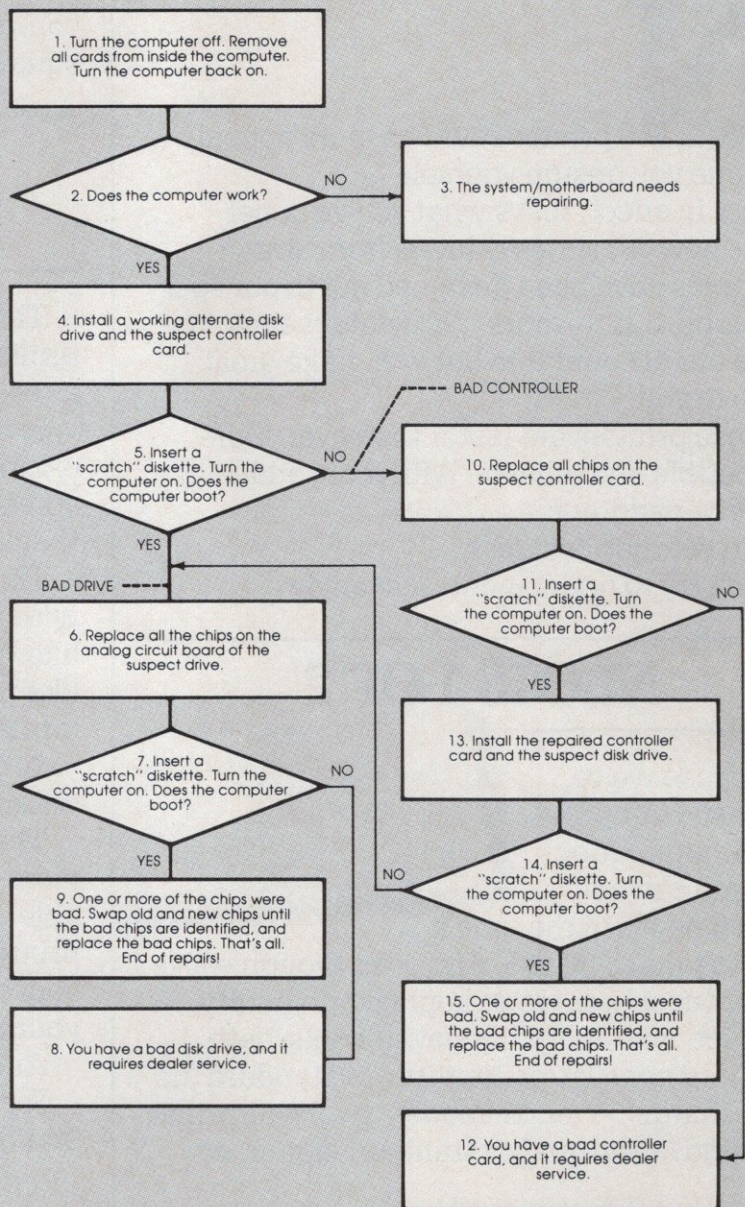 1. Turn the computer off. Remove
all cards from inside the computer.
Turn the computer back on.
2. Does the computer work?
NO
3. The system/motherboard needs
repairing.
YES
4. Install a working alternate disk
drive and the suspect controller
card.
BAD CONTROLLER
5. Insert a
"scratch" diskette. Turn the
computer on. Does the
computer boot?
NO
10. Replace all chips on the
suspect controller card.
YES
BAD DRIVE
11. Insert a
"scratch" diskette. Turn
the computer on. Does the
computer boot?
NO
6. Replace all the chips on the
analog circuit board of the
suspect drive.
YES
7. Insert a
"scratch" diskette. Turn the
computer on. Does the computer
boot?
NO
13. Install the repaired controller
card and the suspect disk drive.
YES
14. Insert a
"scratch" diskette. Turn
the computer on. Does the
computer boot?
NO
9. One or more of the chips were
bad. Swap old and new chips until
the bad chips are identified, and
replace the bad chips. That's all.
End of repairs!
YES
8. You have a bad disk drive, and it
requires dealer service.
15. One or more of the chips were
bad. Swap old and new chips until
the bad chips are identified, and
replace the bad chips. That's all.
End of repairs!
12. You have a bad controller
card, and it requires dealer
service.